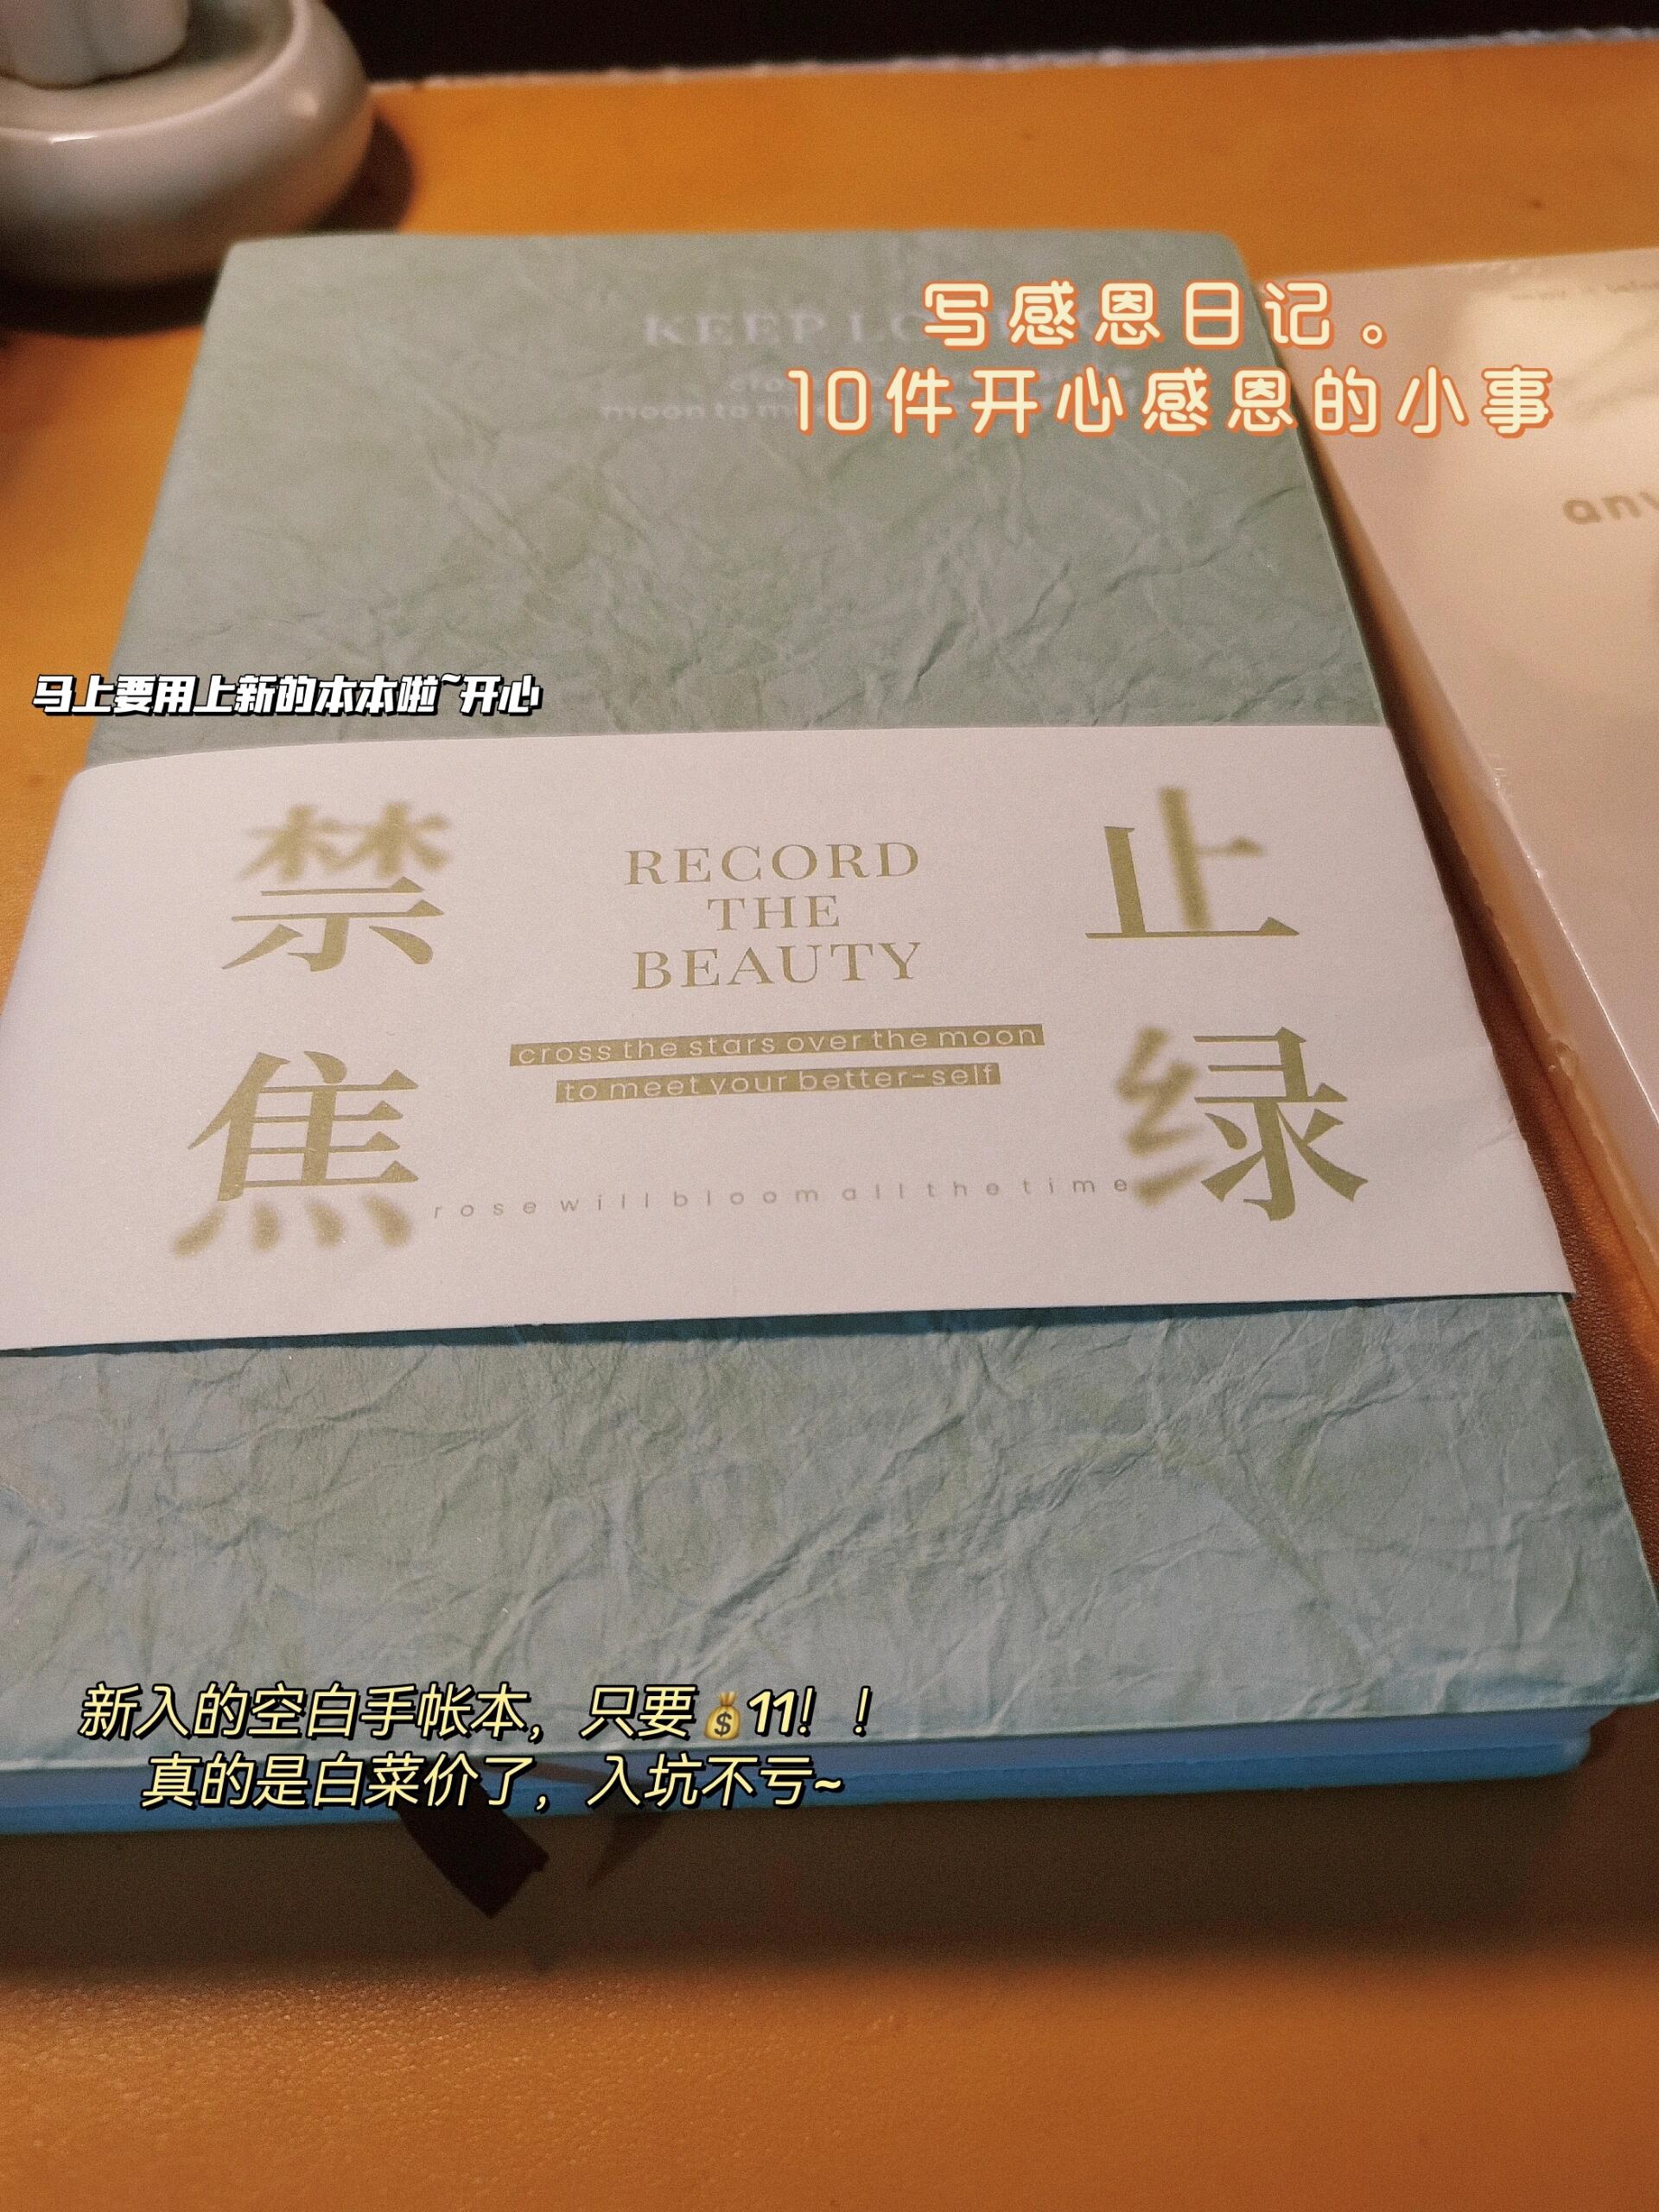 写感恩日记。
10件开心感恩的小事
马上要用上新的本本啦~开心
禁止
焦绿
RECORD
THE
BEAUTY
cross the stars over the moon
to meet your better-self
rose will bloom all the time
新入的空白手帐本，只要💰11！！
真的是白菜价了，入坑不亏~
KEEP
moon to